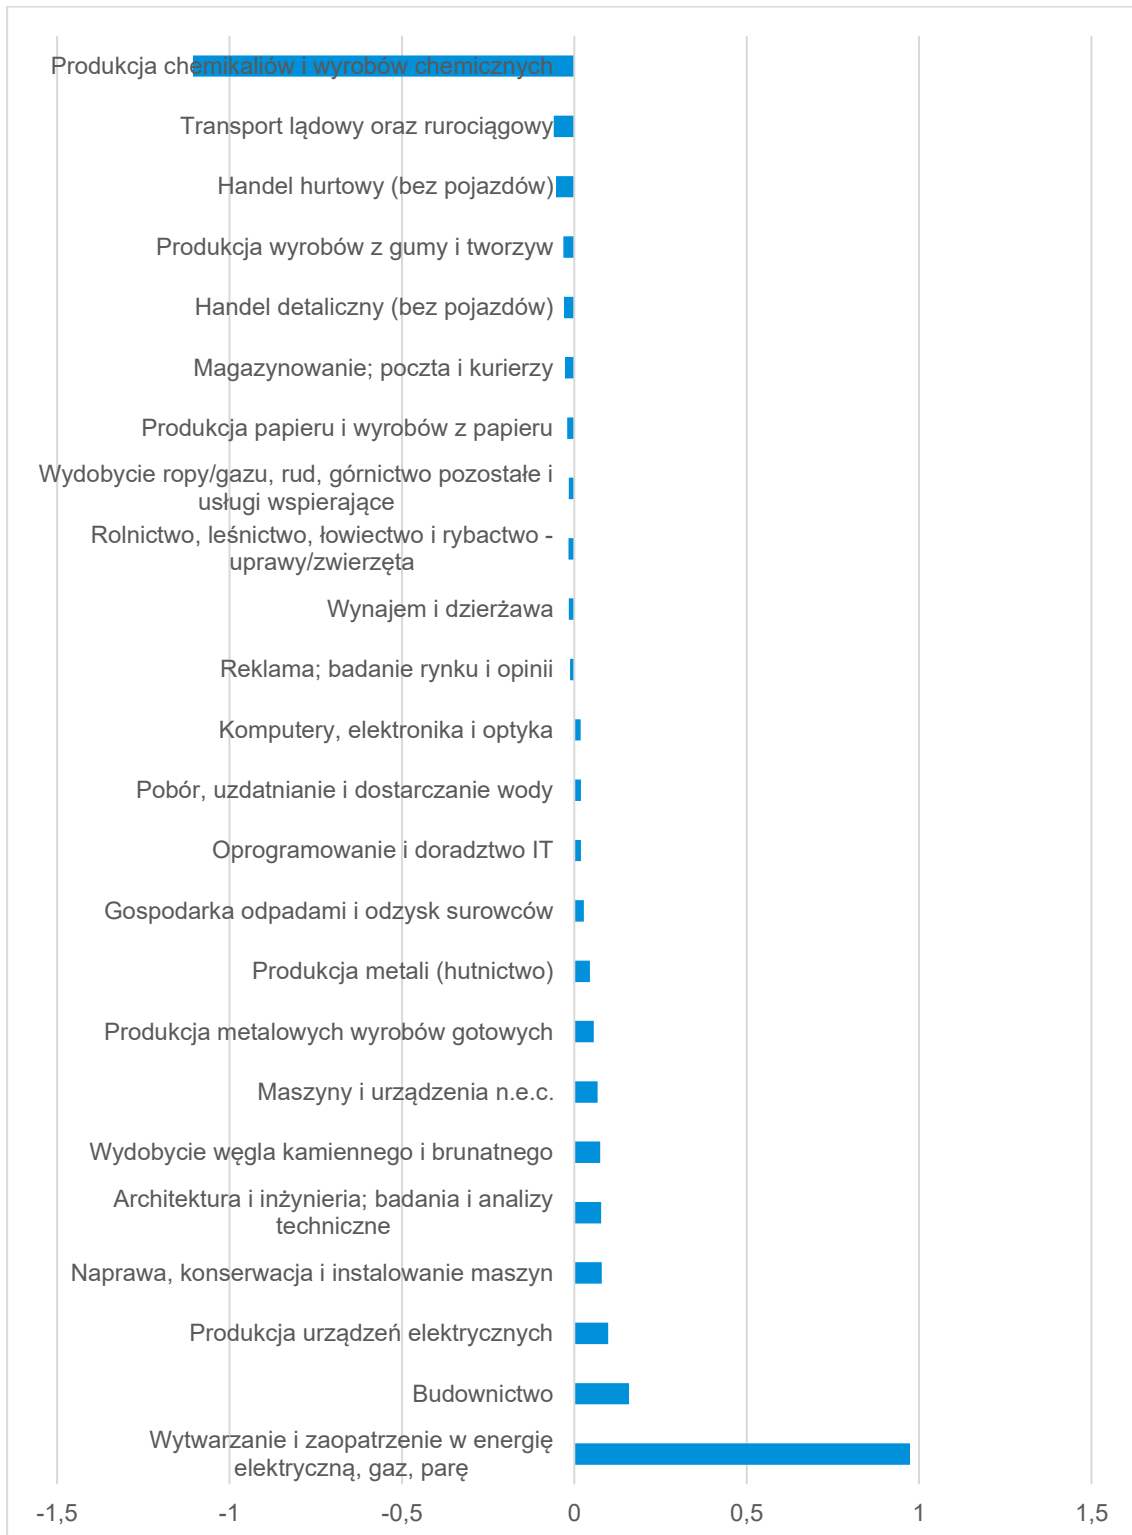 Produkcja chemikaliów i wyrobów chemicznych
Transport lądowy oraz rurociągowy
Handel hurtowy (bez pojazdów)
Produkcja wyrobów z gumy i tworzyw
Handel detaliczny (bez pojazdów)
Magazynowanie; poczta i kurierzy
Produkcja papieru i wyrobów z papieru
Wydobycie ropy/gazu, rud, górnictwo pozostałe i
usługi wspierające
Rolnictwo, leśnictwo, łowiectwo i rybactwo -
uprawy/zwierzęta
Wynajem i dzierżawa
Reklama; badanie rynku i opinii
Komputery, elektronika i optyka
Pobór, uzdatnianie i dostarczanie wody
Oprogramowanie i doradztwo IT
Gospodarka odpadami i odzysk surowców
Produkcja metali (hutnictwo)
Produkcja metalowych wyrobów gotowych
Maszyny i urządzenia n.e.c.
Wydobycie węgla kamiennego i brunatnego
Architektura i inżynieria; badania i analizy
techniczne
Naprawa, konserwacja i instalowanie maszyn
Produkcja urządzeń elektrycznych
Budownictwo
Wytwarzanie i zaopatrzenie w energię
elektryczną, gaz, parę
-1,5 -1 -0,5 0 0,5 1 1,5